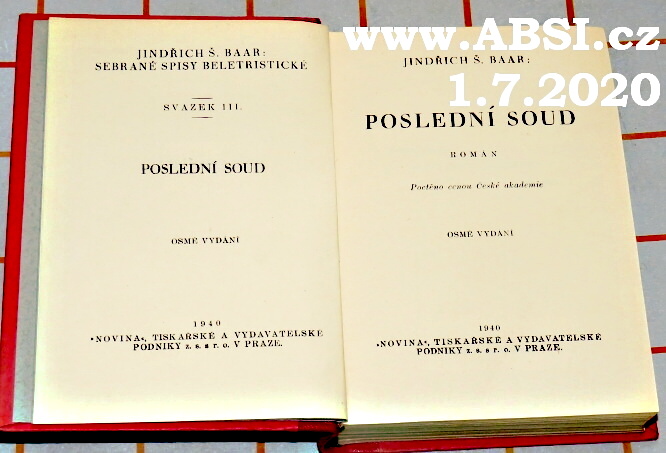 JINDŘICH Š. BAAR:
SEBRANÉ SPISY BELETRISTICKÉ
SVAZEK III.
POSLEDNÍ SOUD
OSMÉ VYDÁNÍ
1940
»NOVINA«, TISKAŘSKÉ A VYDAVATELSKÉ
PODNIKY z. s. s r. o. V PRAZE.
www.ABSI.cz
1.7.2020
JINDŘICH Š. BAAR:
POSLEDNÍ SOUD
ROMÁN
Poctěno cenou České akademie
OSMÉ VYDÁNÍ
1940
»NOVINA«, TISKAŘSKÉ A VYDAVATELSKÉ
PODNIKY z. s. s r. o. V PRAZE.